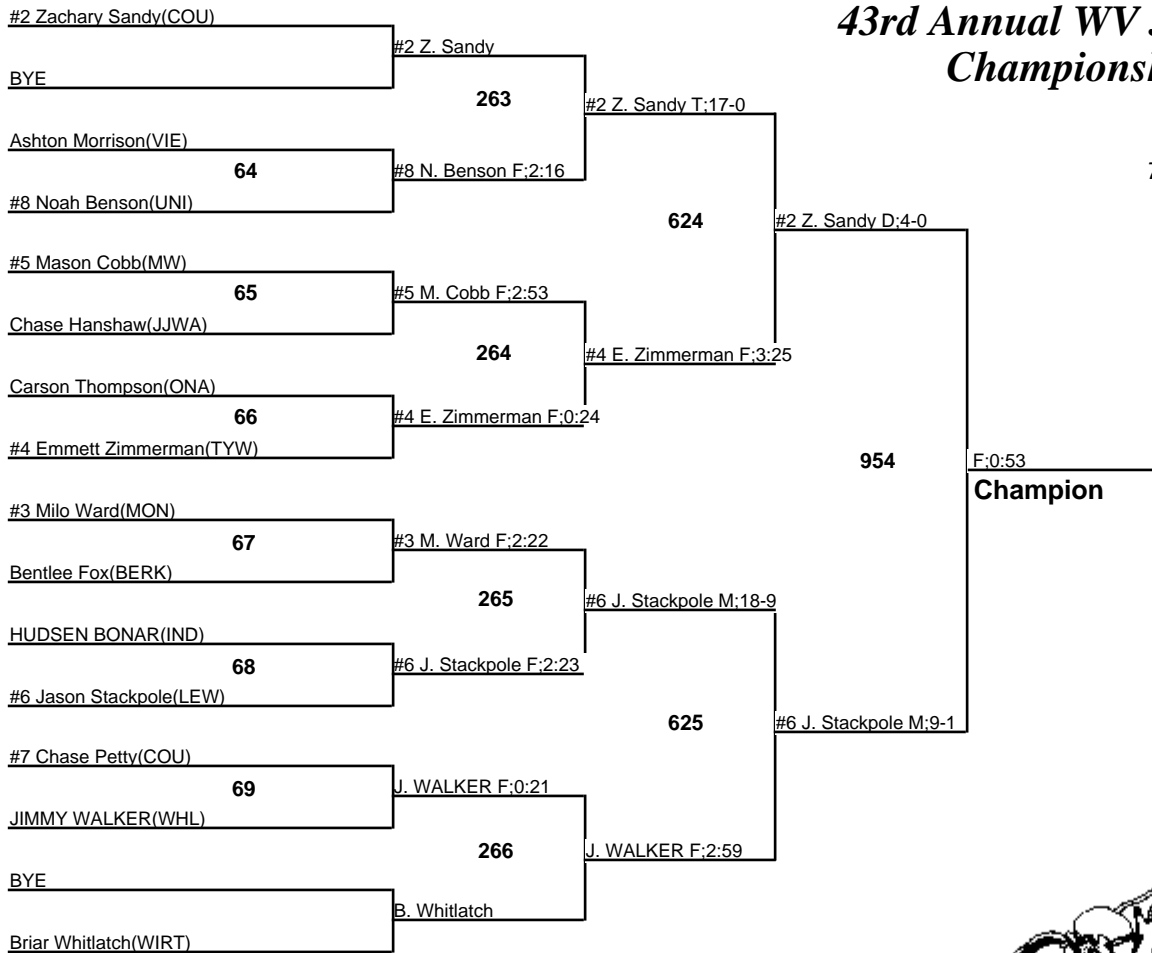 43rd Annual WV
Champions
7
#2 Zachary Sandy(COU)
BYE
Ashton Morrison(VIE)
64
#8 Noah Benson(UNI)
#5 Mason Cobb(MW)
65
Chase Hanshaw(JJWA)
Carson Thompson(ONA)
66
#4 Emmett Zimmerman(TYW)
#3 Milo Ward(MON)
67
Bentlee Fox(BERK)
HUDSEN BONAR(IND)
68
#6 Jason Stackpole(LEW)
#7 Chase Petty(COU)
69
JIMMY WALKER(WHL)
BYE
Briar Whitlatch(WIRT)
#2 Z. Sandy
263
#8 N. Benson F;2:16
#5 M. Cobb F;2:53
264
#4 E. Zimmerman F;0:24
#3 M. Ward F;2:22
265
#6 J. Stackpole F;2:23
J. WALKER F;0:21
266
B. Whitlatch
#2 Z. Sandy T;17-0
624
#4 E. Zimmerman F;3:25
#6 J. Stackpole M;18-9
625
J. WALKER F;2:59
#2 Z. Sandy D;4-0
954
#6 J. Stackpole M;9-1
F;0:53
Champion